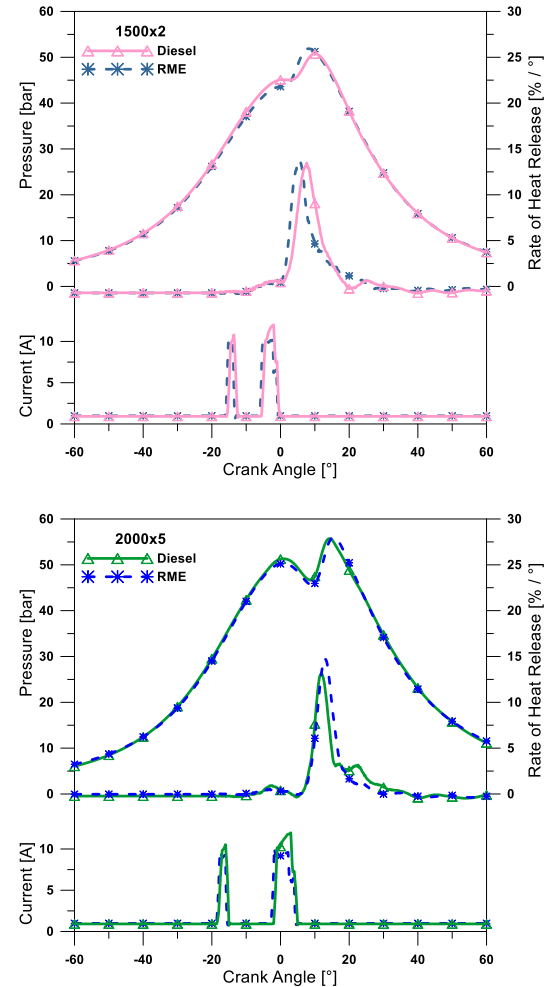 60
30
1500x2
Diesel
RME
50
25
40
20
30
15
20
10
10
5
0
0
Pressure [bar]
Rate of Heat Release [% / °]
10
5
0
Current [A]
-60 -40 -20 0 20 40 60
Crank Angle [°]
60
30
2000x5
Diesel
RME
50
25
40
20
30
15
20
10
10
5
0
0
Pressure [bar]
Rate of Heat Release [% / °]
10
5
0
Current [A]
-60 -40 -20 0 20 40 60
Crank Angle [°]